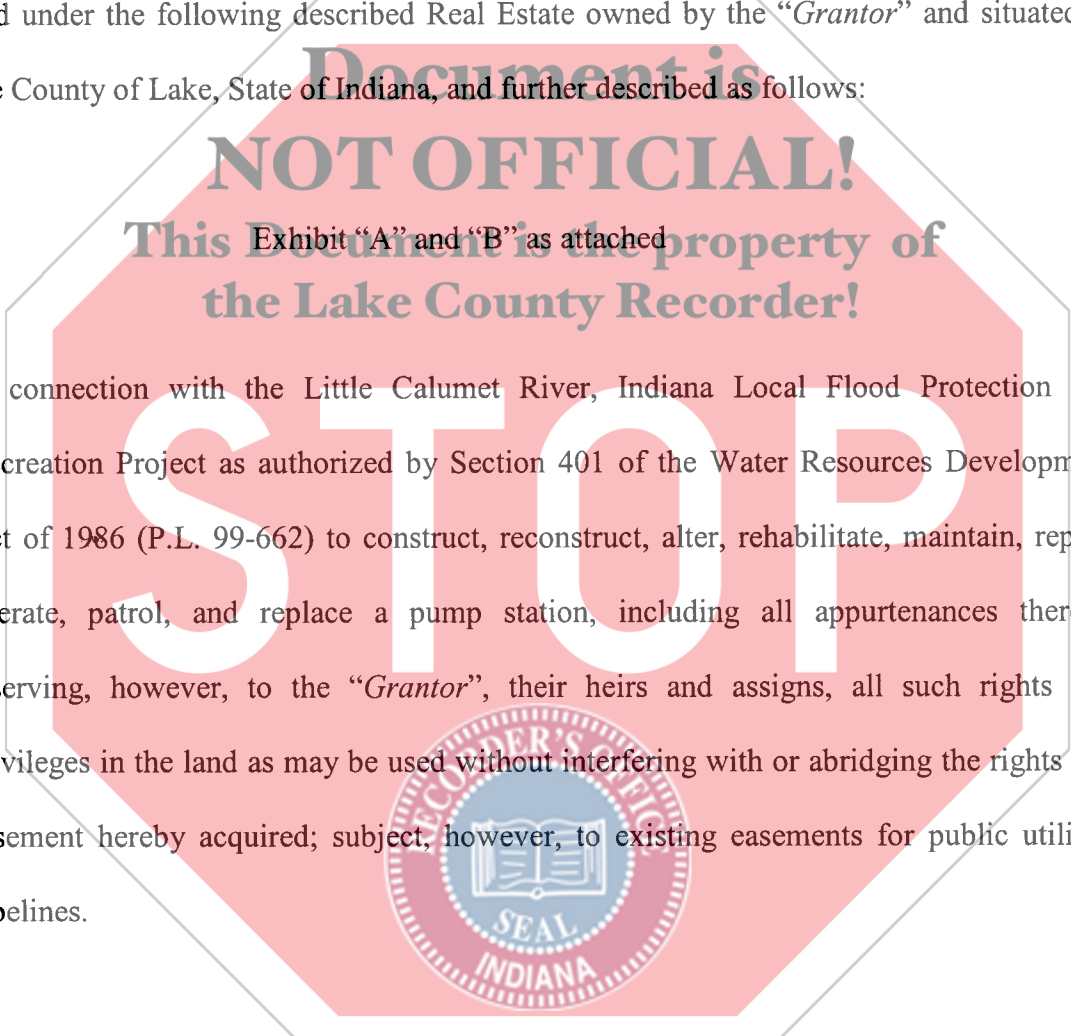 d under the following described Real Estate owned by the “Grantor” and situated
Document is
e County of Lake, State of Indiana, and further described as follows:
NOT OFFICIAL!
This Document is the property of
Exhibit “A” and “B” as attached
the Lake County Recorder!
connection with the Little Calumet River, Indiana Local Flood Protection
STOP
creation Project as authorized by Section 401 of the Water Resources Developm
t of 1986 (P.L. 99-662) to construct, reconstruct, alter, rehabilitate, maintain, rep
erate, patrol, and replace a pump station, including all appurtenances ther
serving, however, to the “Grantor”, their heirs and assigns, all such rights
vileges in the land as may be used without interfering with or abridging the rights
sement hereby acquired; subject, however, to existing easements for public utili
pelines.
RECORDER’S OFFICE
SEAL
INDIANA